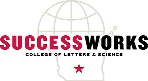 SUCCESSWORKS
COLLEGE OF LETTERS & SCIENCE